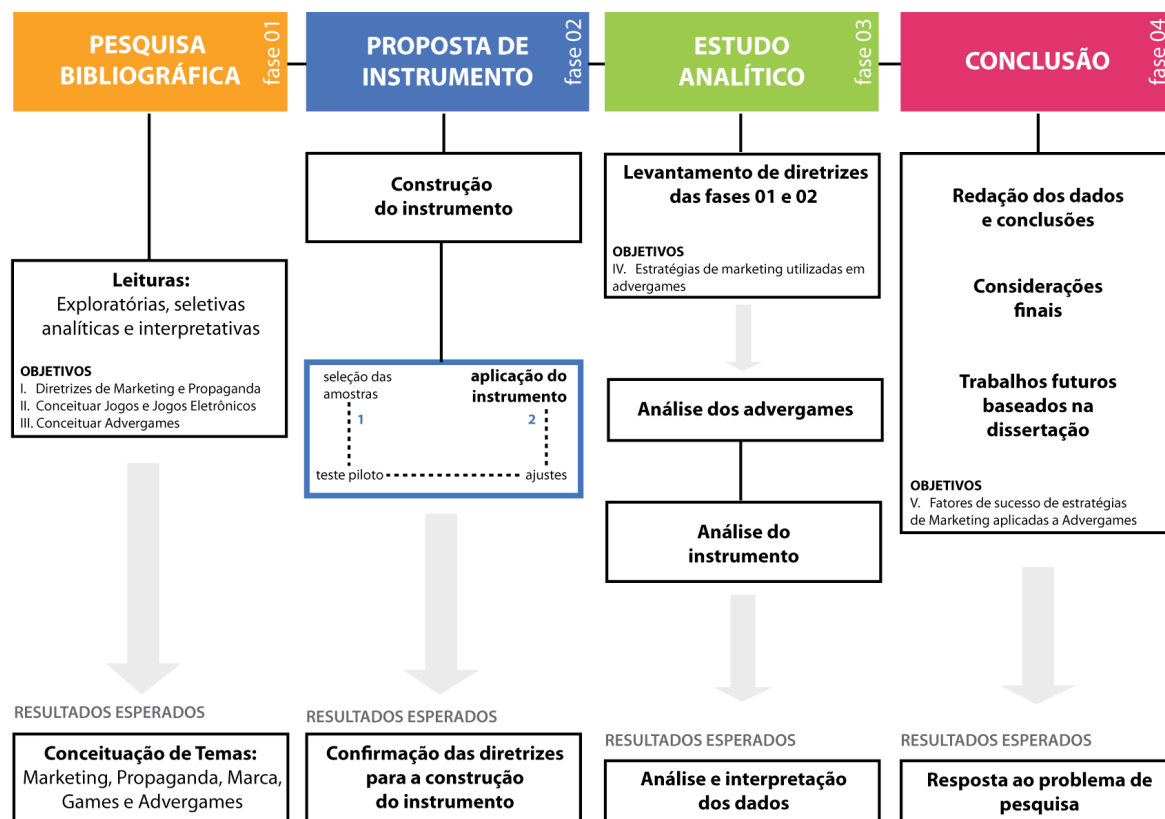 PESQUISA
BIBLIOGRÁFICA
fase 01
PROPOSTA DE
INSTRUMENTO
fase 02
ESTUDO
ANALÍTICO
fase 03
CONCLUSÃO
fase 04
Leituras:
Exploratórias, seletivas
analíticas e interpretativas
OBJETIVOS
I. Diretrizes de Marketing e Propaganda
II. Conceituar Jogos e Jogos Eletrônicos
III. Conceituar Advergames
RESULTADOS ESPERADOS
Conceituação de Temas:
Marketing, Propaganda, Marca,
Games e Advergames
Construção
do instrumento
seleção das
amostras
1
teste piloto
aplicação do
instrumento
2
ajustes
RESULTADOS ESPERADOS
Confirmação das diretrizes
para a construção
do instrumento
Levantamento de diretrizes
das fases 01 e 02
OBJETIVOS
IV. Estratégias de marketing utilizadas em
advergames
Análise dos advergames
Análise do
instrumento
RESULTADOS ESPERADOS
Análise e interpretação
dos dados
Redação dos dados
e conclusões
Considerações
finais
Trabalhos futuros
baseados na
dissertação
OBJETIVOS
V. Fatores de sucesso de estratégias
de Marketing aplicadas a Advergames
RESULTADOS ESPERADOS
Resposta ao problema de
pesquisa